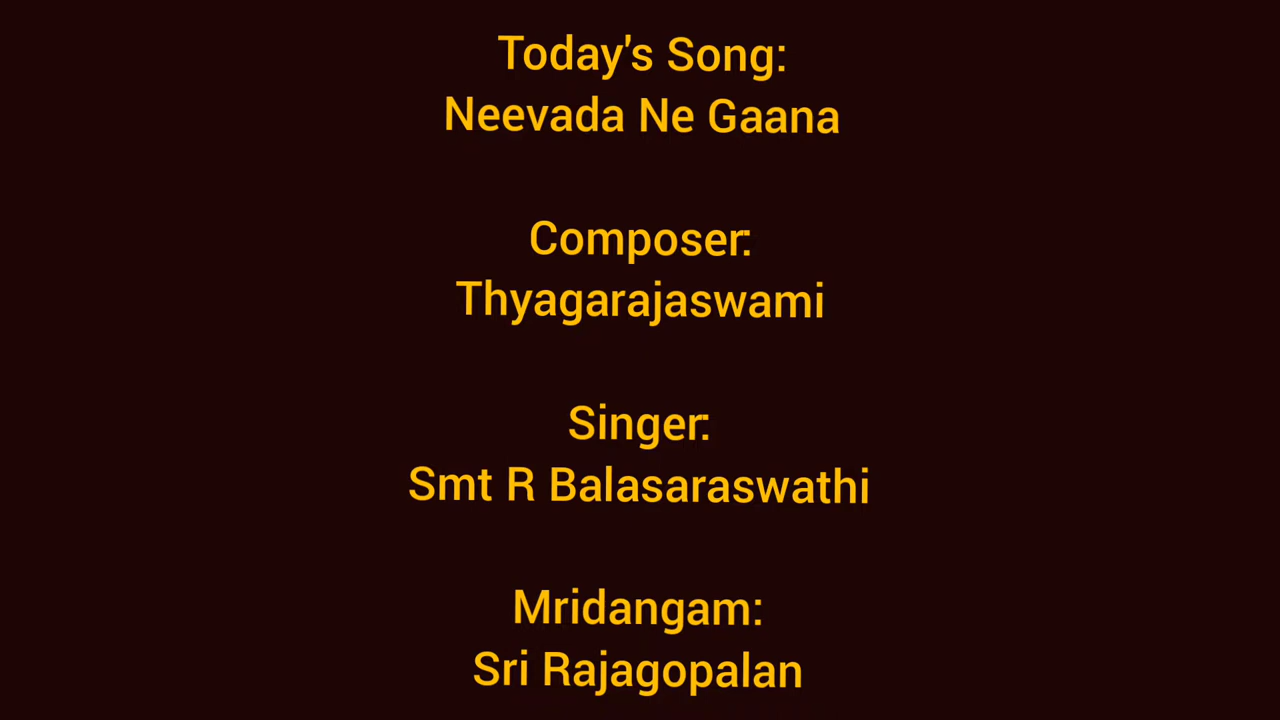 Today's Song:
Neevada Ne Gaana
Composer:
Thyagarajaswami
Singer:
Smt R Balasaraswathi
Mridangam:
Sri Rajagopalan